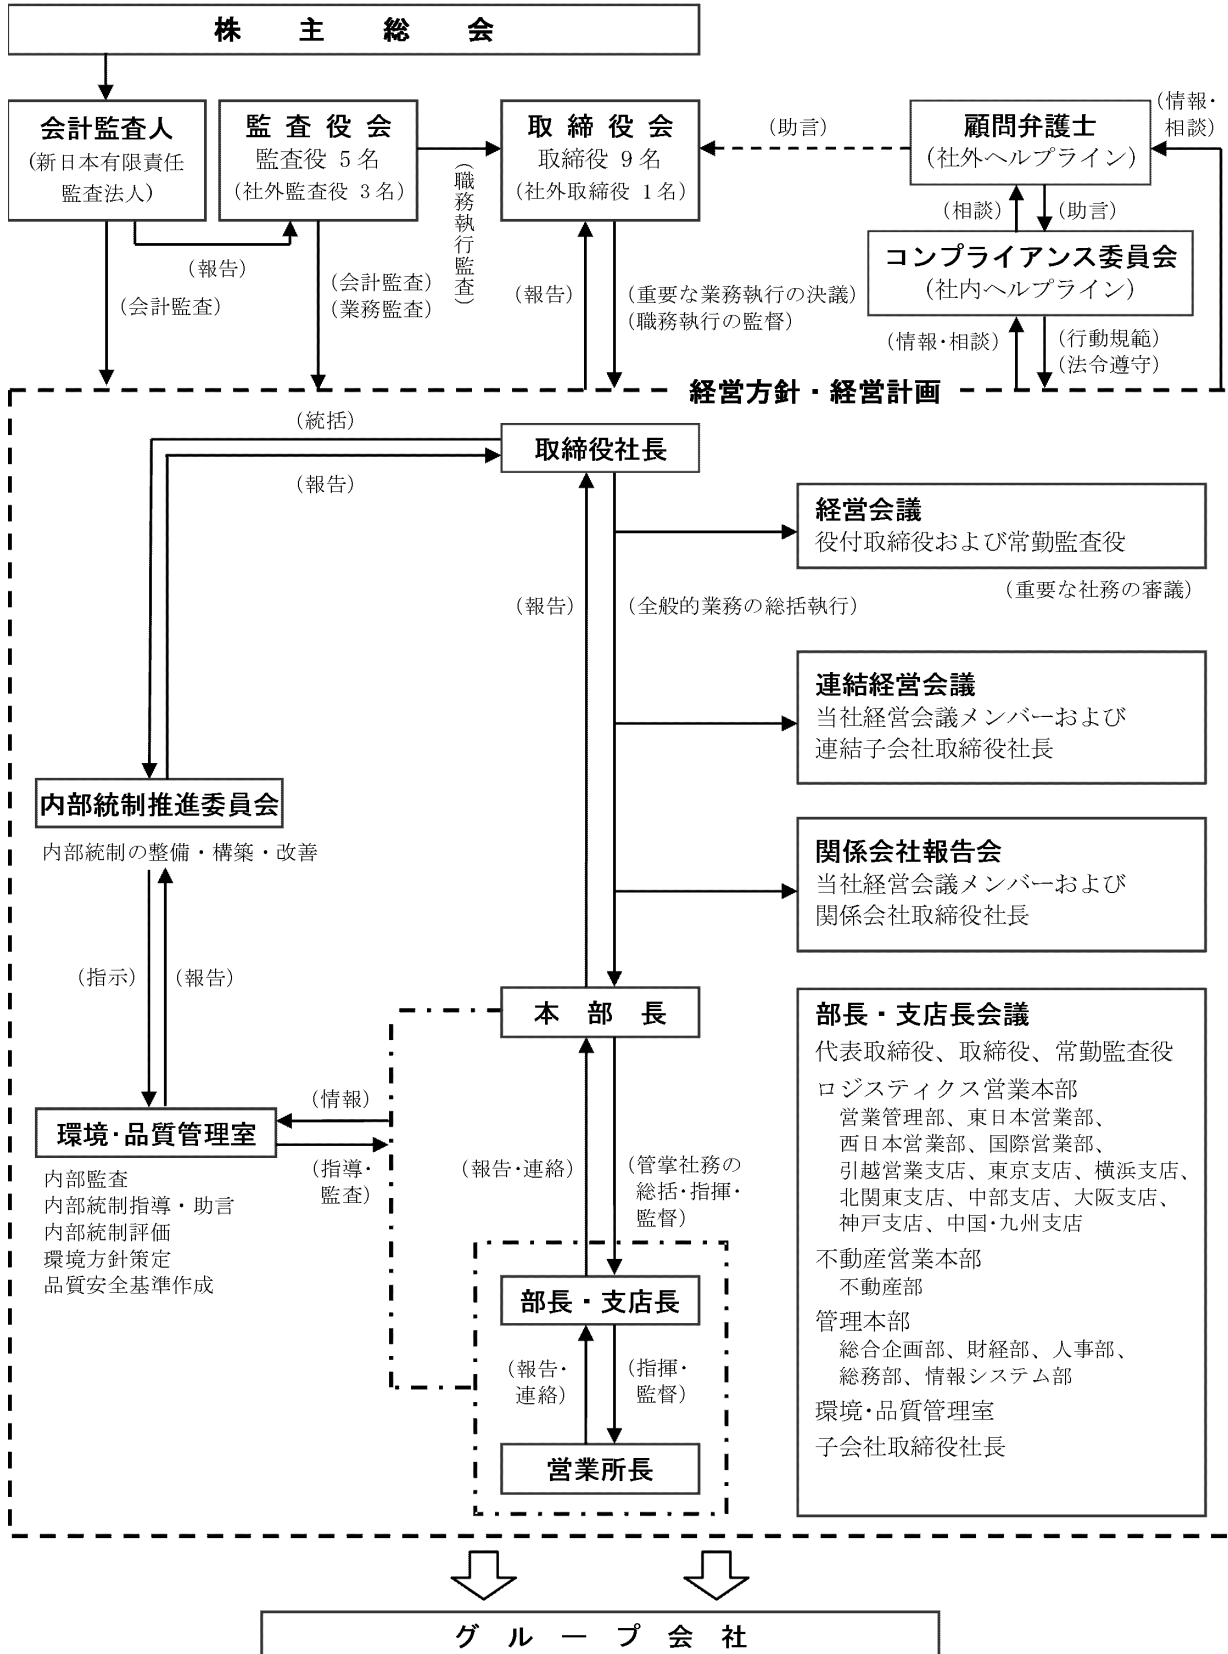 株主総会
会計監査人
(新日本有限責任
監査法人)
監査役会
監査役 5名
(社外監査役 3名)
取締役会
取締役 9名
(社外取締役 1名)
顧問弁護士
(社外ヘルプライン)
(情報・
相談)
(助言)
(職務執行監査)
(報告)
(会計監査)
(会計監査)
(業務監査)
(報告)
(重要な業務執行の決議)
(職務執行の監督)
(相談)
(助言)
コンプライアンス委員会
(社内ヘルプライン)
(情報・相談)
(行動規範)
(法令遵守)
経営方針・経営計画
(統括)
(報告)
取締役社長
経営会議
役付取締役および常勤監査役
(重要な社務の審議)
(報告)
(全般的業務の総括執行)
連結経営会議
当社経営会議メンバーおよび
連結子会社取締役社長
内部統制推進委員会
内部統制の整備・構築・改善
関係会社報告会
当社経営会議メンバーおよび
関係会社取締役社長
(指示)
(報告)
本部長
環境・品質管理室
内部監査
内部統制指導・助言
内部統制評価
環境方針策定
品質安全基準作成
(情報)
(指導・
監査)
(報告・連絡)
(管掌社務の
総括・指揮・
監督)
部長・支店長
(報告・
連絡)
(指揮・
監督)
営業所長
部長・支店長会議
代表取締役、取締役、常勤監査役
ロジスティクス営業本部
営業管理部、東日本営業部、
西日本営業部、国際営業部、
引越営業支店、東京支店、横浜支店、
北関東支店、中部支店、大阪支店、
神戸支店、中国・九州支店
不動産営業本部
不動産部
管理本部
総合企画部、財経部、人事部、
総務部、情報システム部
環境・品質管理室
子会社取締役社長
グループ会社